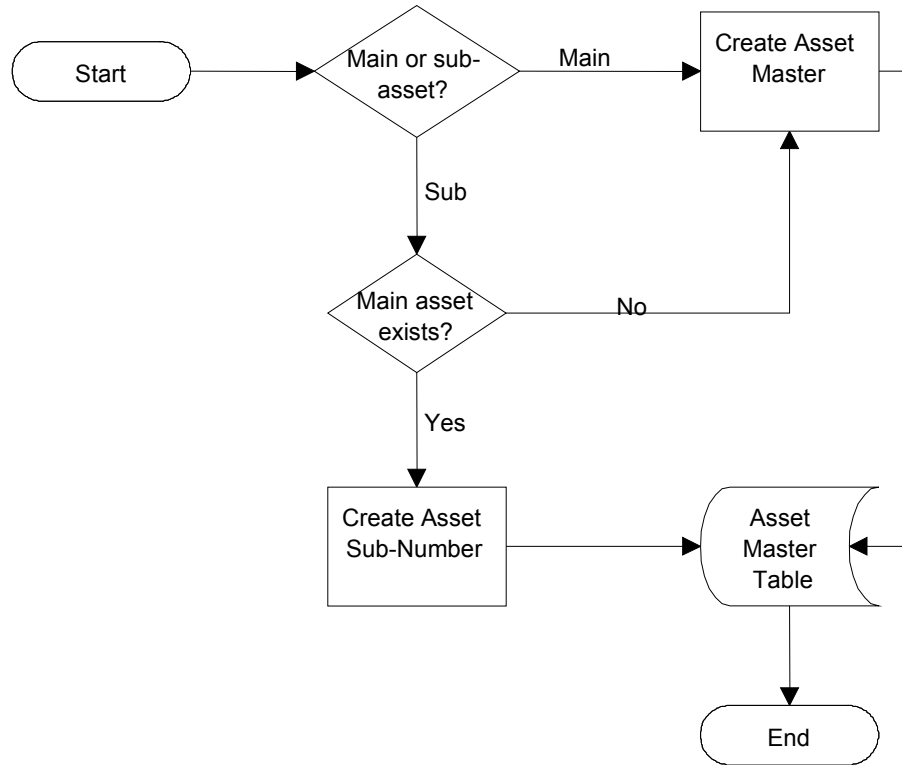 Start
Main or sub-
asset?
Main
Create Asset
Master
Sub
Main asset
exists?
No
Yes
Create Asset
Sub-Number
Asset
Master
Table
End